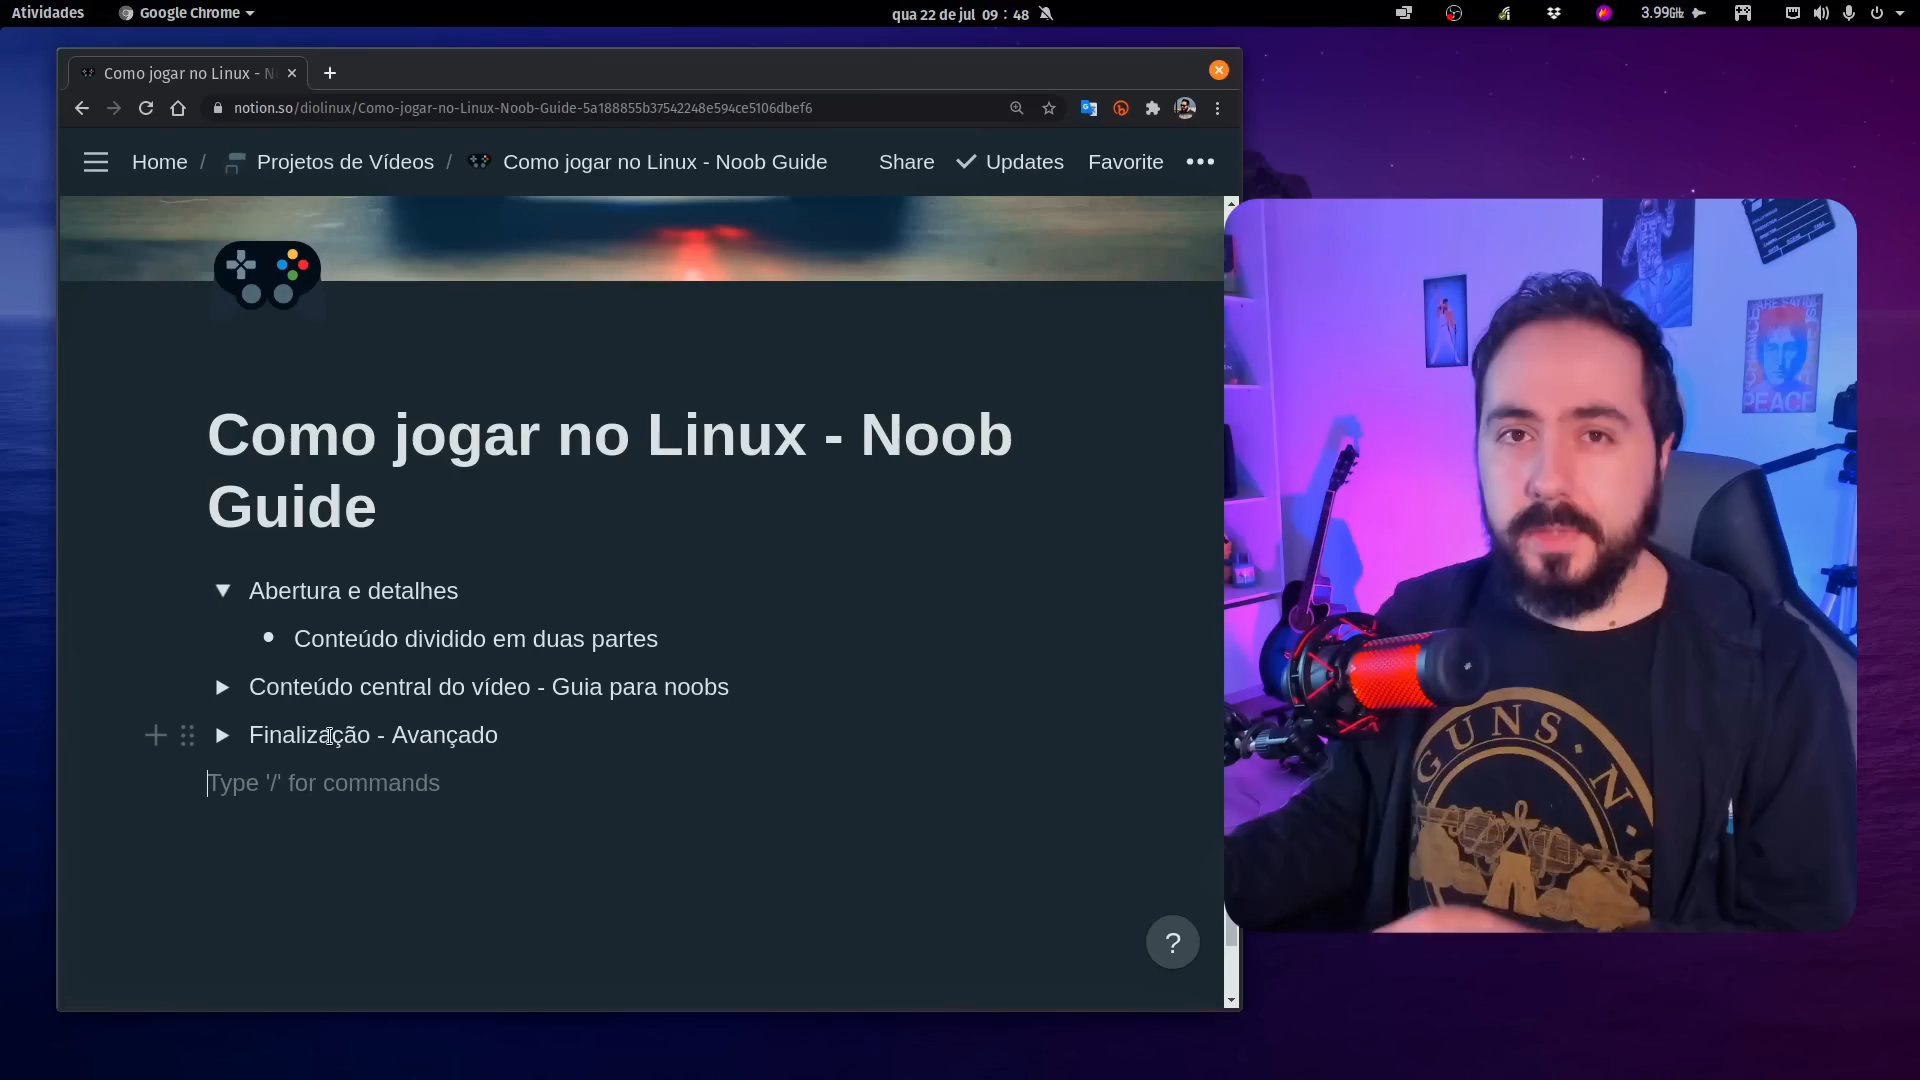 Atividades
Google Chrome
qua 22 de jul 09 : 48
3.99GHz
Como jogar no Linux - N
notion.so/diolinux/Como-jogar-no-Linux-Noob-Guide-5a188855b37542248e594ce5106dbef6
Home / Projetos de Vídeos / Como jogar no Linux - Noob Guide
Share
Updates
Favorite
Como jogar no Linux - Noob
Guide
Abertura e detalhes
Conteúdo dividido em duas partes
Conteúdo central do vídeo - Guia para noobs
Finalização - Avançado
Type '/' for commands
?
PEACE
GUNS. N.